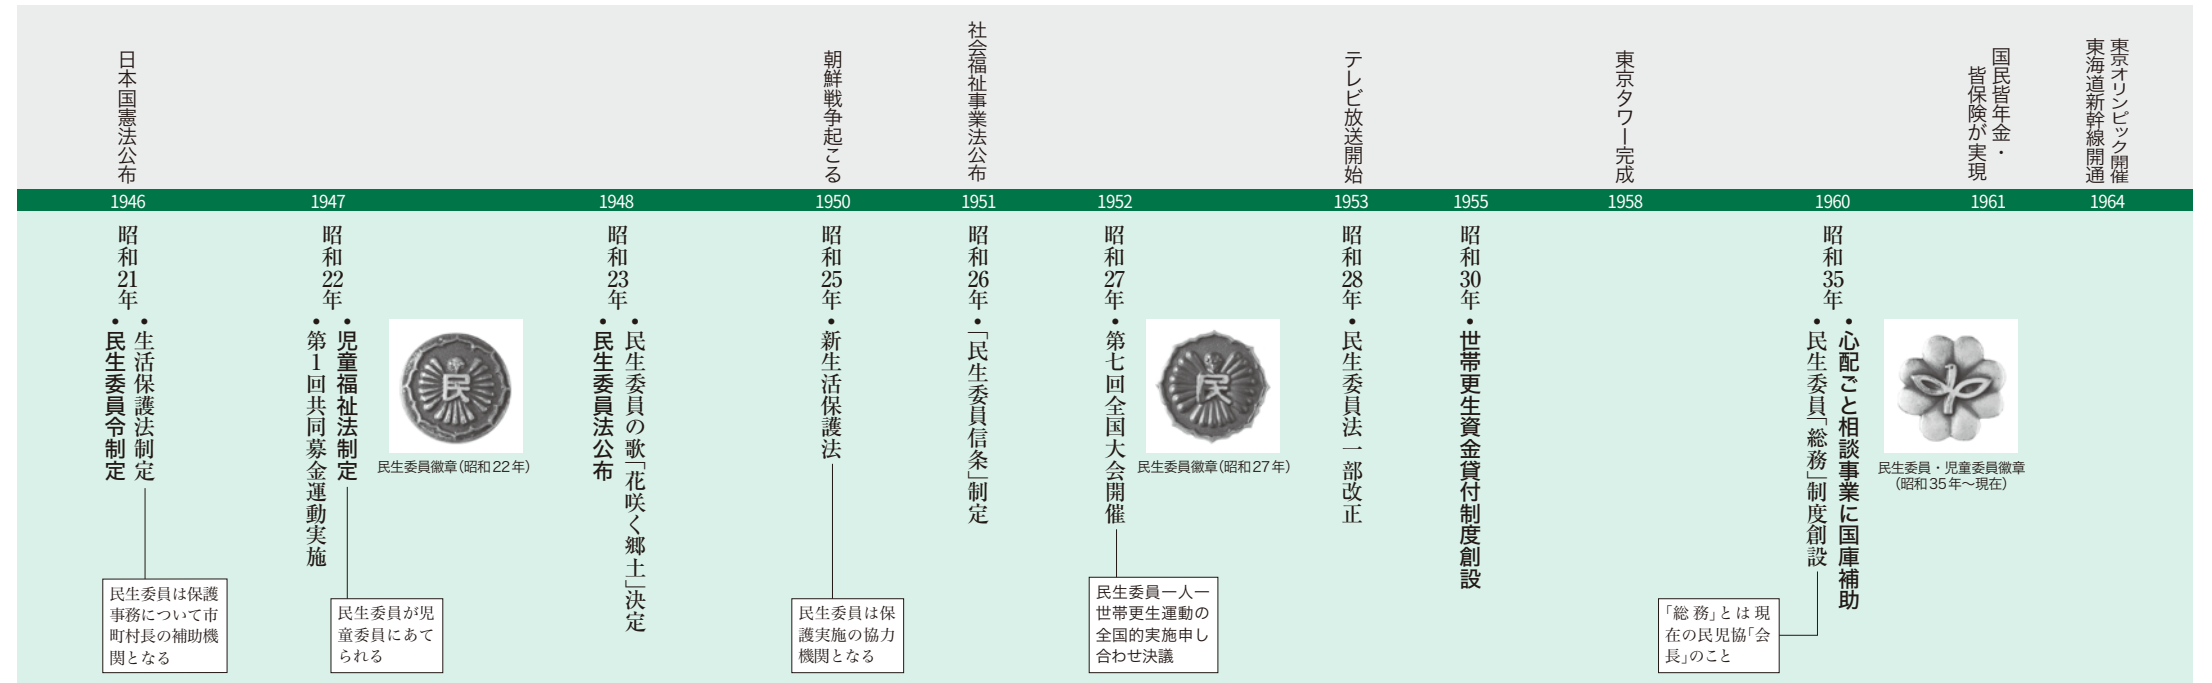 日本国憲法公布
朝鮮戦争起こる
社会福祉事業法公布
テレビ放送開始
東京タワー完成
国民皆年金・
皆保険が実現
東京オリンピック開催
東海道新幹線開通
1946
1947
1948
1950
1951
1952
1953
1955
1958
1960
1961
1964
昭和21年
・生活保護法制定
・民生委員令制定
民生委員は保護
事務について市
町村長の補助機
関となる
昭和22年
・児童福祉法制定
・第1回共同募金運動実施
民生委員が児
童委員にあて
られる
民
民生委員徽章(昭和22年)
昭和23年
・民生委員の歌「花咲く郷土」決定
・民生委員法公布
昭和25年・新生活保護法
民生委員は保
護実施の協力
機関となる
昭和26年・「民生委員信条」制定
昭和27年・第七回全国大会開催
民生委員一人一
世帯更生運動の
全国的実施申し
合わせ決議
民
民生委員徽章(昭和27年)
昭和28年・民生委員法一部改正
昭和30年・世帯更生資金貸付制度創設
昭和35年
・心配ごと相談事業に国庫補助
・民生委員「総務」制度創設
「総務」とは現
在の民児協「会
長」のこと
民生委員・児童委員徽章
(昭和35年〜現在)